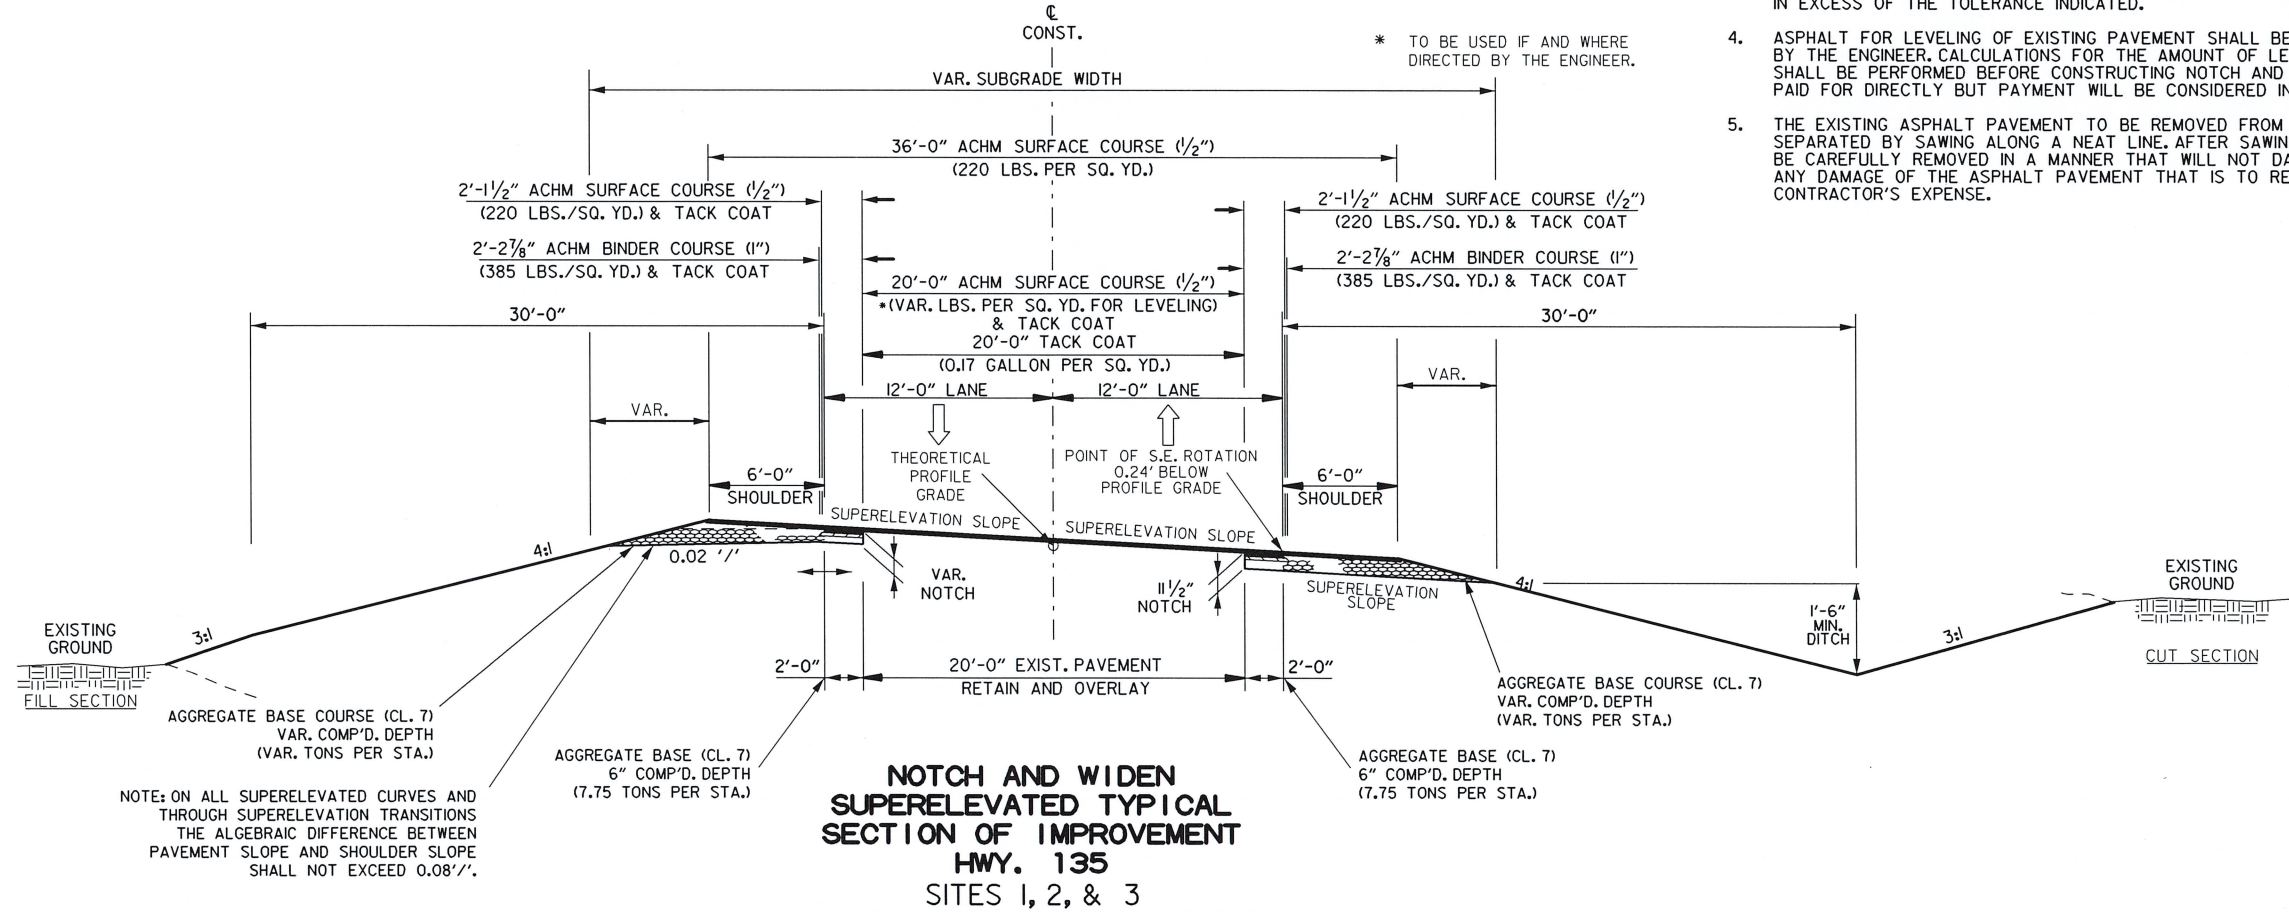 ℄
CONST.
* TO BE USED IF AND WHERE
DIRECTED BY THE ENGINEER.
VAR. SUBGRADE WIDTH
36'-0" ACHM SURFACE COURSE (1/2")
(220 LBS. PER SQ. YD.)
2'-1 1/2" ACHM SURFACE COURSE (1/2")
(220 LBS./SQ. YD.) & TACK COAT
2'-1 1/2" ACHM SURFACE COURSE (1/2")
(220 LBS./SQ. YD.) & TACK COAT
2'-2 7/8" ACHM BINDER COURSE (1")
(385 LBS./SQ. YD.) & TACK COAT
2'-2 7/8" ACHM BINDER COURSE (1")
(385 LBS./SQ. YD.) & TACK COAT
20'-0" ACHM SURFACE COURSE (1/2")
*(VAR. LBS. PER SQ. YD. FOR LEVELING)
& TACK COAT
20'-0" TACK COAT
(0.17 GALLON PER SQ. YD.)
30'-0"
30'-0"
12'-0" LANE
12'-0" LANE
VAR.
VAR.
THEORETICAL
PROFILE
GRADE
POINT OF S.E. ROTATION
0.24' BELOW
PROFILE GRADE
6'-0"
SHOULDER
6'-0"
SHOULDER
SUPERELEVATION SLOPE
SUPERELEVATION SLOPE
4:1
0.02 '/'
VAR.
NOTCH
11 1/2"
NOTCH
SUPERELEVATION
SLOPE
4:1
1'-6"
MIN.
DITCH
EXISTING
GROUND
3:1
CUT SECTION
EXISTING
GROUND
3:1
FILL SECTION
2'-0"
20'-0" EXIST. PAVEMENT
RETAIN AND OVERLAY
2'-0"
AGGREGATE BASE COURSE (CL. 7)
VAR. COMP'D. DEPTH
(VAR. TONS PER STA.)
AGGREGATE BASE COURSE (CL. 7)
VAR. COMP'D. DEPTH
(VAR. TONS PER STA.)
AGGREGATE BASE (CL. 7)
6" COMP'D. DEPTH
(7.75 TONS PER STA.)
AGGREGATE BASE (CL. 7)
6" COMP'D. DEPTH
(7.75 TONS PER STA.)
NOTE: ON ALL SUPERELEVATED CURVES AND
THROUGH SUPERELEVATION TRANSITIONS
THE ALGEBRAIC DIFFERENCE BETWEEN
PAVEMENT SLOPE AND SHOULDER SLOPE
SHALL NOT EXCEED 0.08'/'.
NOTCH AND WIDEN
SUPERELEVATED TYPICAL
SECTION OF IMPROVEMENT
HWY. 135
SITES 1, 2, & 3
IN EXCESS OF THE TOLERANCE INDICATED.
4. ASPHALT FOR LEVELING OF EXISTING PAVEMENT SHALL BE
BY THE ENGINEER. CALCULATIONS FOR THE AMOUNT OF LE
SHALL BE PERFORMED BEFORE CONSTRUCTING NOTCH AND
PAID FOR DIRECTLY BUT PAYMENT WILL BE CONSIDERED IN
5. THE EXISTING ASPHALT PAVEMENT TO BE REMOVED FROM
SEPARATED BY SAWING ALONG A NEAT LINE. AFTER SAWIN
BE CAREFULLY REMOVED IN A MANNER THAT WILL NOT DA
ANY DAMAGE OF THE ASPHALT PAVEMENT THAT IS TO RE
CONTRACTOR'S EXPENSE.